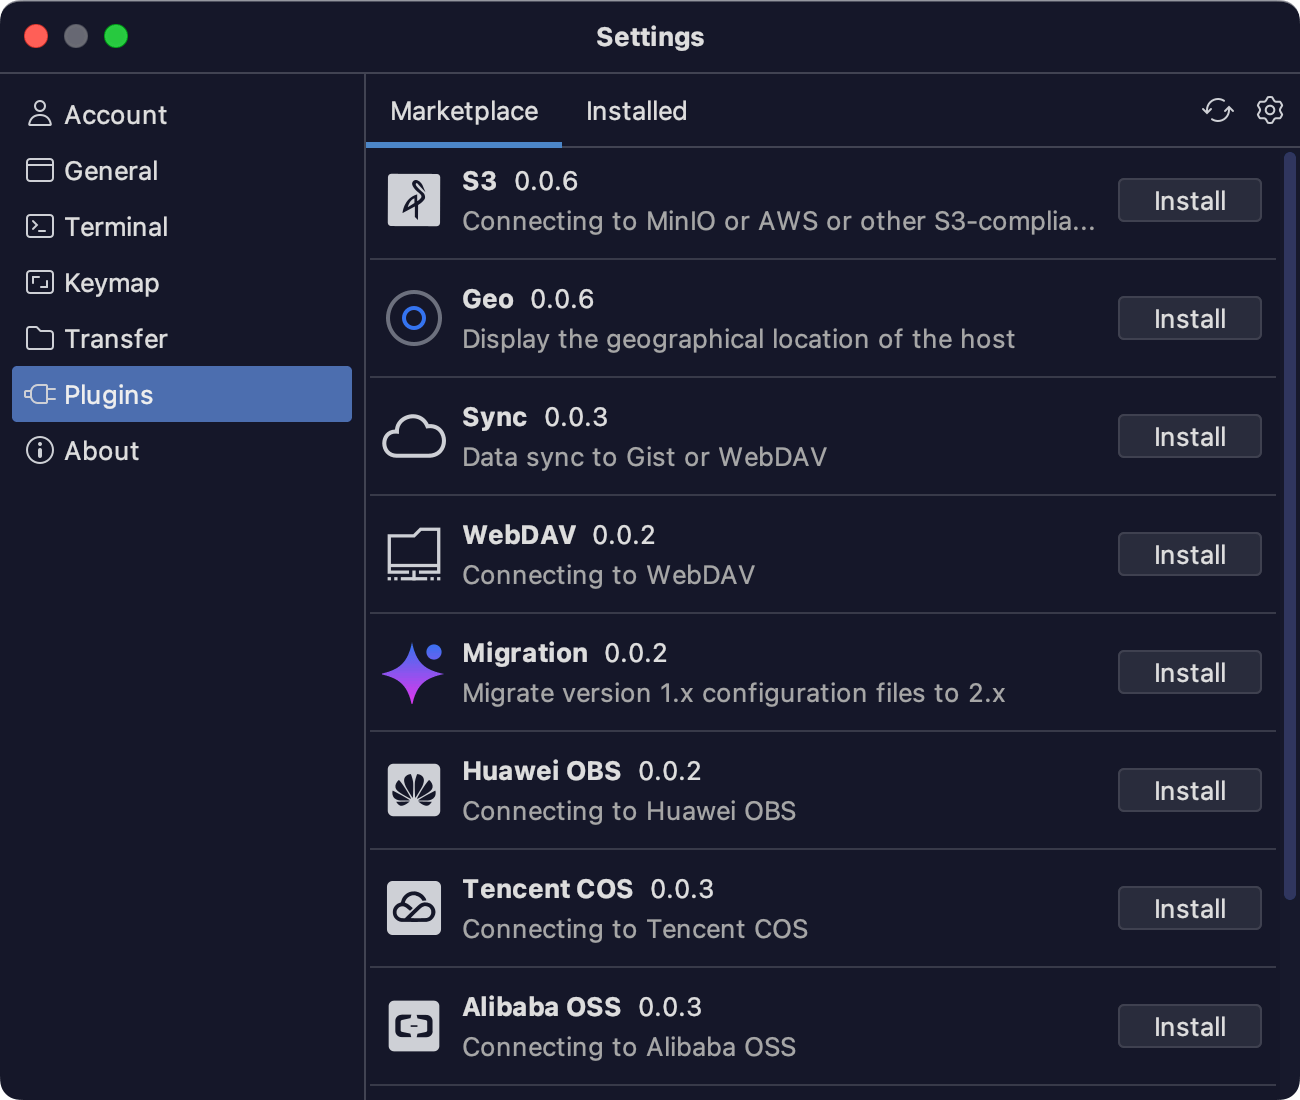 Settings
Account
General
Terminal
Keymap
Transfer
Plugins
About
Marketplace
Installed
S3 0.0.6
Connecting to MinIO or AWS or other S3-complia...
Install
Geo 0.0.6
Display the geographical location of the host
Install
Sync 0.0.3
Data sync to Gist or WebDAV
Install
WebDAV 0.0.2
Connecting to WebDAV
Install
Migration 0.0.2
Migrate version 1.x configuration files to 2.x
Install
Huawei OBS 0.0.2
Connecting to Huawei OBS
Install
Tencent COS 0.0.3
Connecting to Tencent COS
Install
Alibaba OSS 0.0.3
Connecting to Alibaba OSS
Install